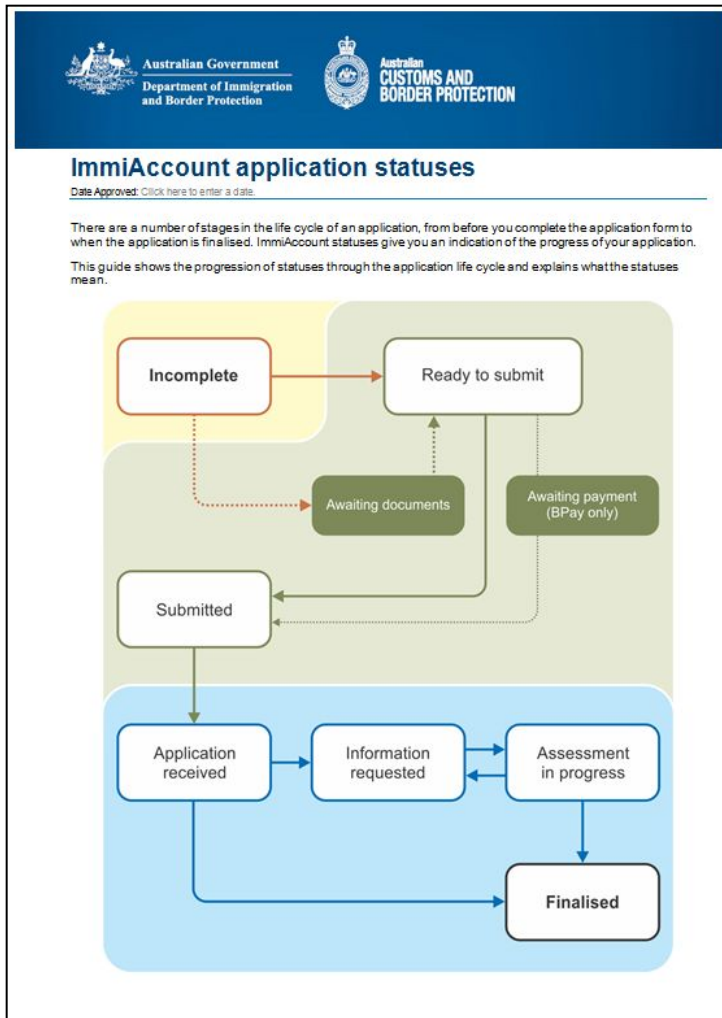 Australian Government
Department of Immigration
and Border Protection
Australian
CUSTOMS AND
BORDER PROTECTION
ImmiAccount application statuses
Date Approved: Click here to enter a date.
There are a number of stages in the life cycle of an application, from before you complete the application form to
when the application is finalised. ImmiAccount statuses give you an indication of the progress of your application.
This guide shows the progression of statuses through the application life cycle and explains what the statuses
mean.
Incomplete
Ready to submit
Awaiting documents
Awaiting payment
(BPay only)
Submitted
Application
received
Information
requested
Assessment
in progress
Finalised